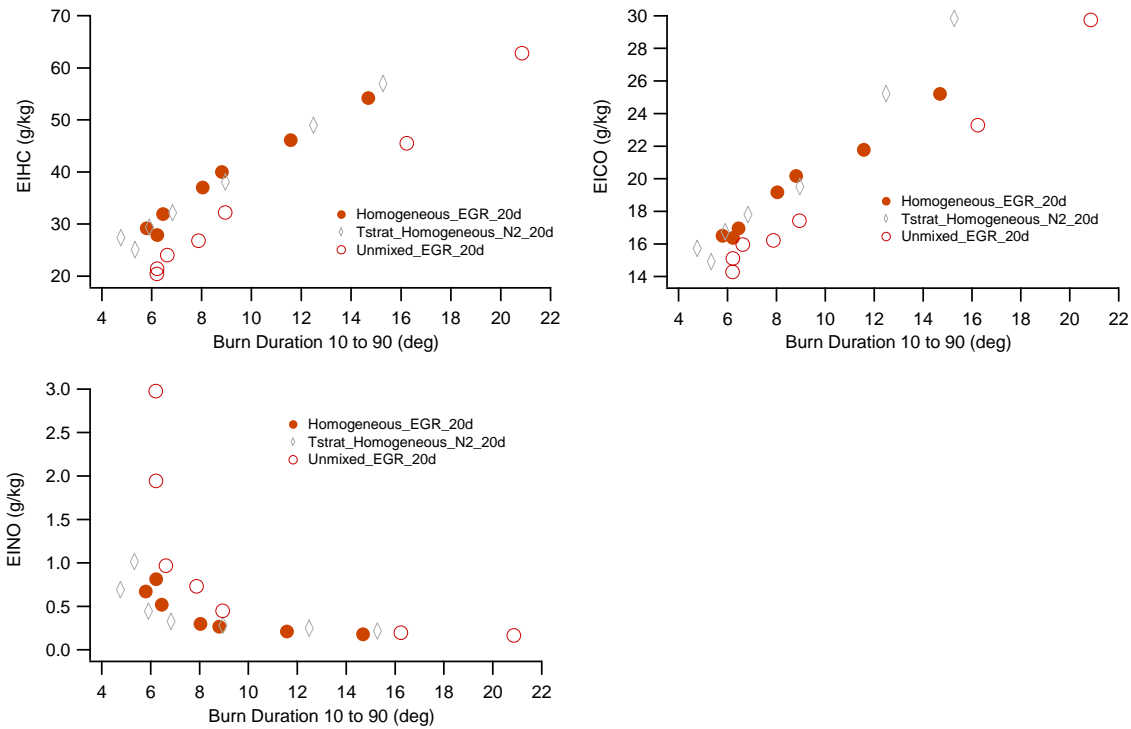 70
60
50
40
30
20
EIHC (g/kg)
Homogeneous_EGR_20d
Tstrat_Homogeneous_N2_20d
Unmixed_EGR_20d
4 6 8 10 12 14 16 18 20 22
Burn Duration 10 to 90 (deg)
30
28
26
24
22
20
18
16
14
EICO (g/kg)
Homogeneous_EGR_20d
Tstrat_Homogeneous_N2_20d
Unmixed_EGR_20d
4 6 8 10 12 14 16 18 20 22
Burn Duration 10 to 90 (deg)
3.0
2.5
2.0
1.5
1.0
0.5
0.0
EINO (g/kg)
Homogeneous_EGR_20d
Tstrat_Homogeneous_N2_20d
Unmixed_EGR_20d
4 6 8 10 12 14 16 18 20 22
Burn Duration 10 to 90 (deg)